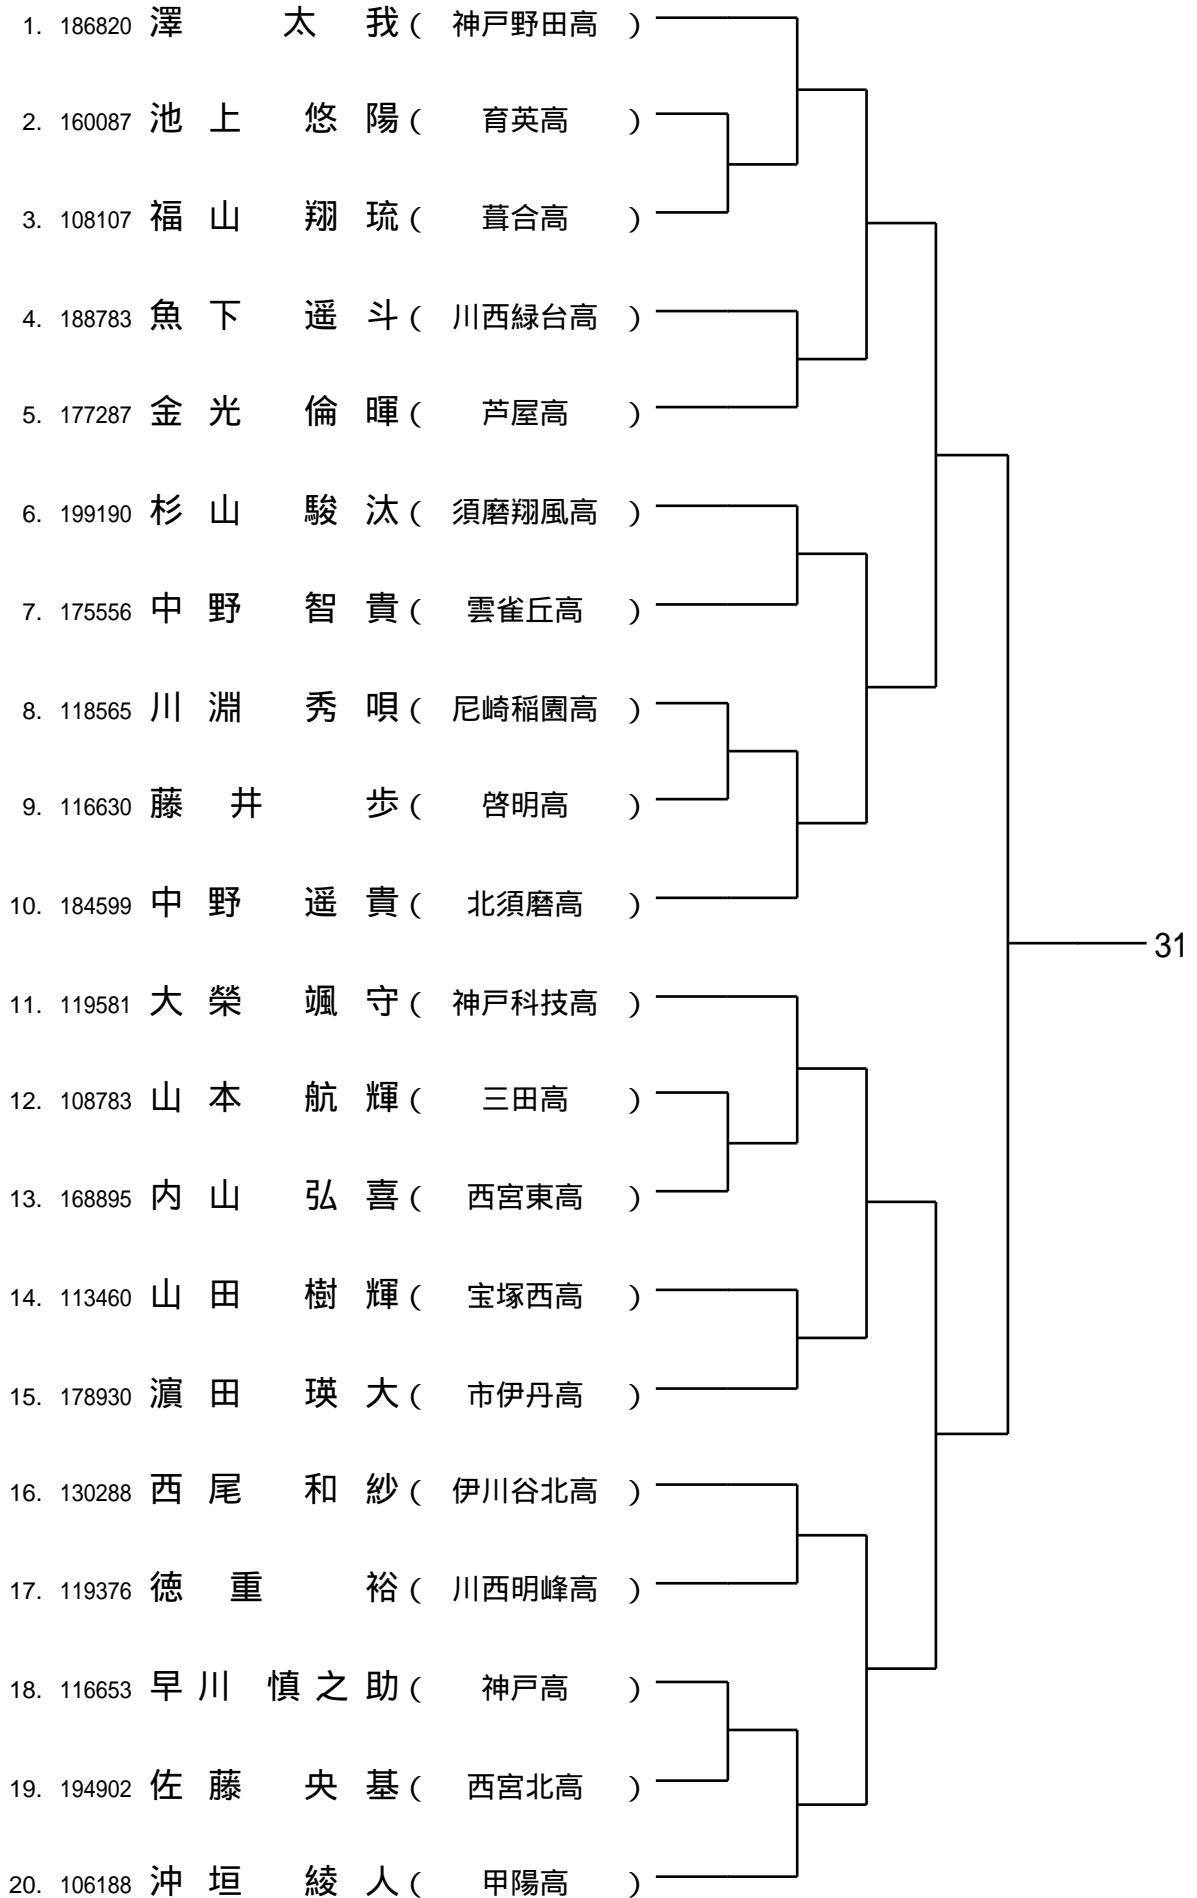 1. 186820 澤 太 我 ( 神戸野田高 )
2. 160087 池 上 悠 陽 ( 育英高 )
3. 108107 福 山 翔 琉 ( 葺合高 )
4. 188783 魚 下 遥 斗 ( 川西緑台高 )
5. 177287 金 光 倫 暉 ( 芦屋高 )
6. 199190 杉 山 駿 汰 ( 須磨翔風高 )
7. 175556 中 野 智 貴 ( 雲雀丘高 )
8. 118565 川 淵 秀 唄 ( 尼崎稲園高 )
9. 116630 藤 井 歩 ( 啓明高 )
10. 184599 中 野 遥 貴 ( 北須磨高 )
31
11. 119581 大 榮 颯 守 ( 神戸科技高 )
12. 108783 山 本 航 輝 ( 三田高 )
13. 168895 内 山 弘 喜 ( 西宮東高 )
14. 113460 山 田 樹 輝 ( 宝塚西高 )
15. 178930 濵 田 瑛 大 ( 市伊丹高 )
16. 130288 西 尾 和 紗 ( 伊川谷北高 )
17. 119376 徳 重 裕 ( 川西明峰高 )
18. 116653 早 川 慎 之 助 ( 神戸高 )
19. 194902 佐 藤 央 基 ( 西宮北高 )
20. 106188 沖 垣 綾 人 ( 甲陽高 )